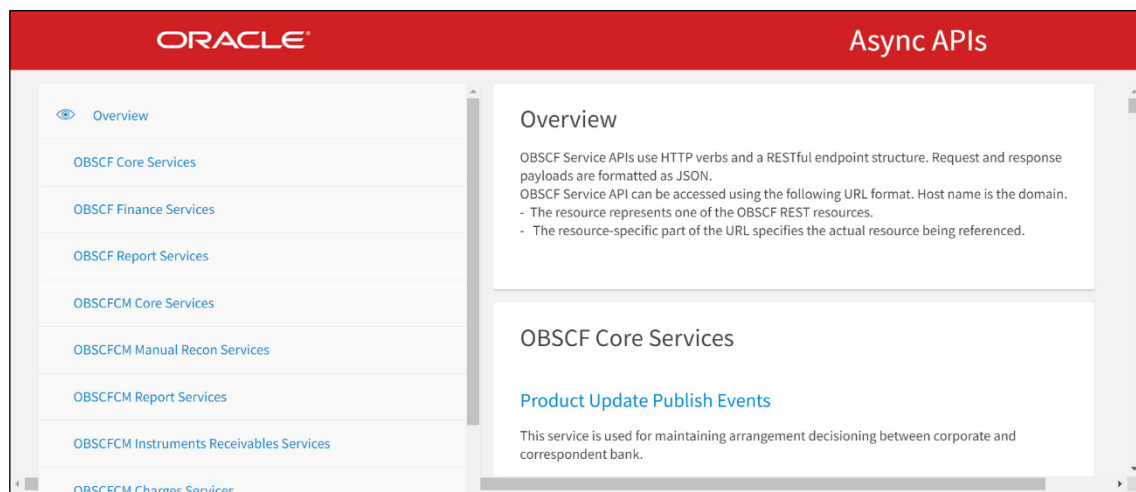 ORACLE®
Async APIs
Overview
OBSCF Core Services
OBSCF Finance Services
OBSCF Report Services
OBSCFCM Core Services
OBSCFCM Manual Recon Services
OBSCFCM Report Services
OBSCFCM Instruments Receivables Services
OBSCFCM Charges Services
Overview
OBSCF Service APIs use HTTP verbs and a RESTful endpoint structure. Request and response
payloads are formatted as JSON.
OBSCF Service API can be accessed using the following URL format. Host name is the domain.
- The resource represents one of the OBSCF REST resources.
- The resource-specific part of the URL specifies the actual resource being referenced.
OBSCF Core Services
Product Update Publish Events
This service is used for maintaining arrangement decisioning between corporate and
correspondent bank.